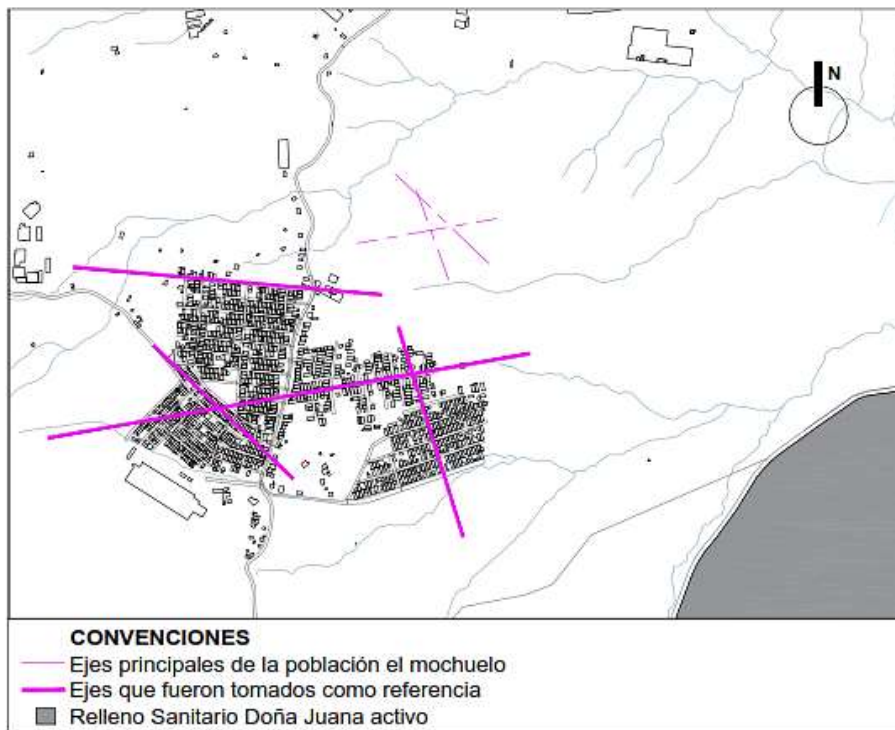 N
CONVENCIONES
Ejes principales de la población el mochuelo
Ejes que fueron tomados como referencia
Relleno Sanitario Doña Juana activo